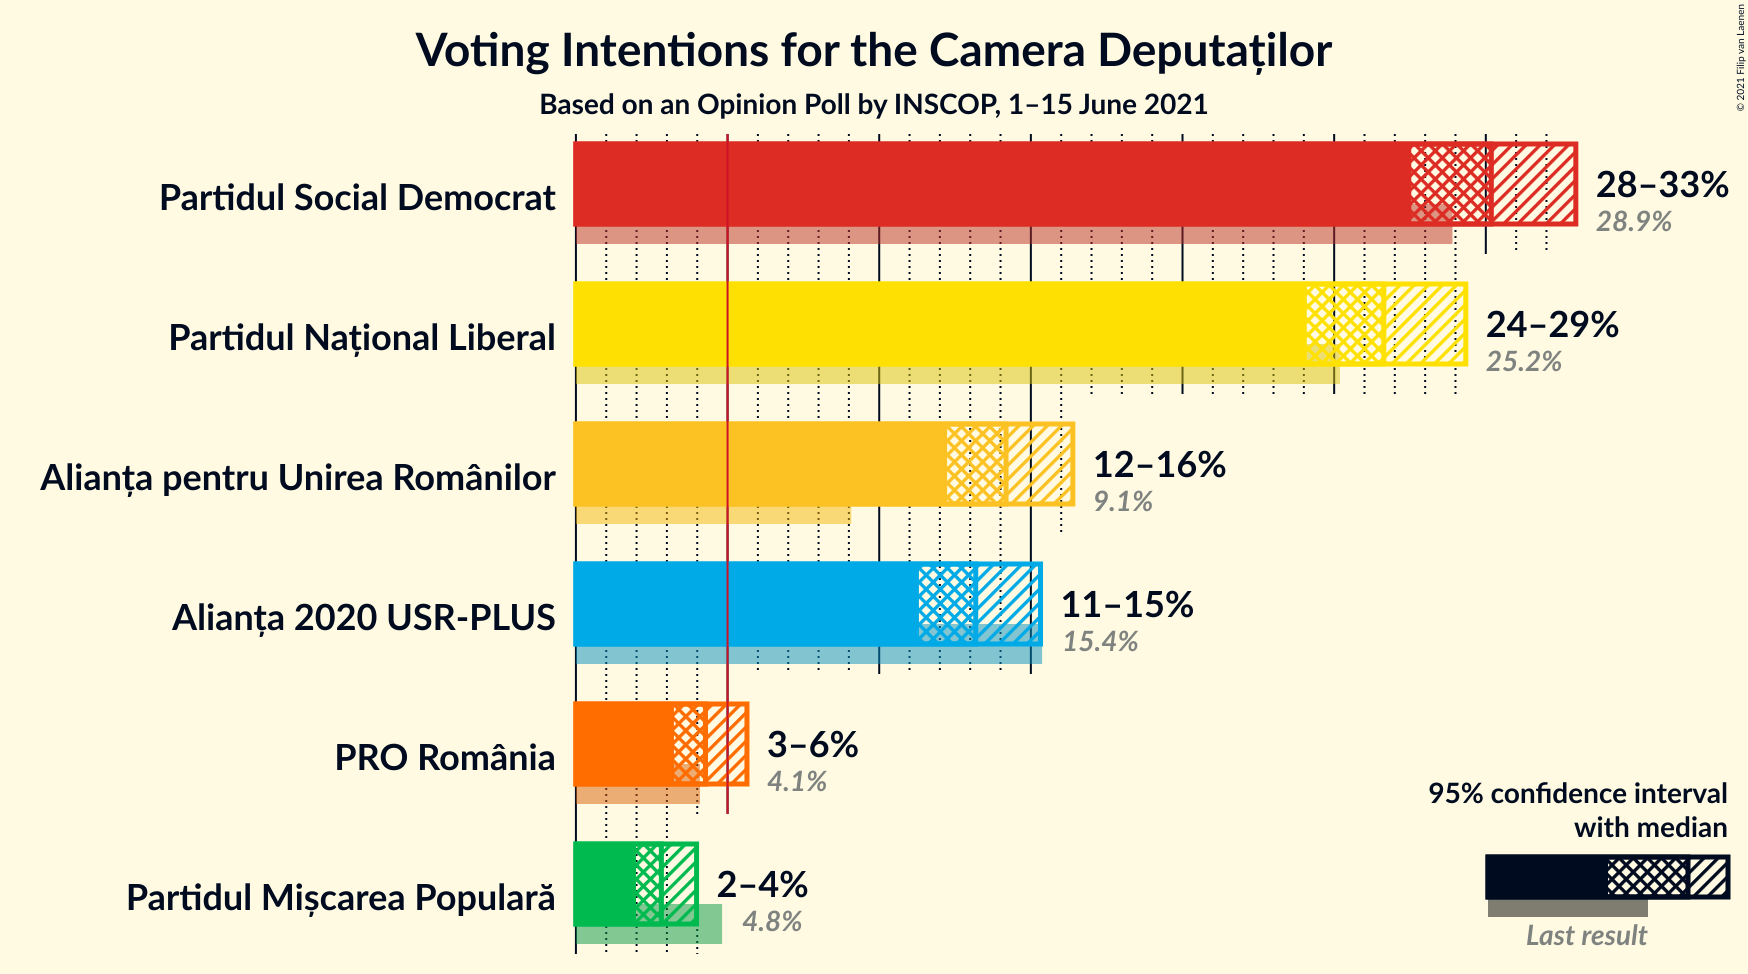 Voting Intentions for the Camera Deputaților
Based on an Opinion Poll by INSCOP, 1–15 June 2021
© 2021 Filip van Laenen
Partidul Social Democrat
28–33%
28.9%
Partidul Național Liberal
24–29%
25.2%
Alianța pentru Unirea Românilor
12–16%
9.1%
Alianța 2020 USR-PLUS
11–15%
15.4%
PRO România
3–6%
4.1%
Partidul Mișcarea Populară
2–4%
4.8%
95% confidence interval
with median
Last result